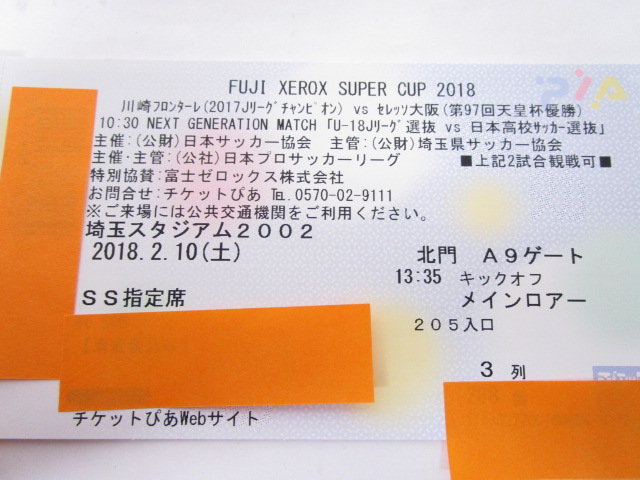 FUJI XEROX SUPER CUP 2018
PIA
川崎フロンターレ(2017Jリーグチャンピオン) vs セレッソ大阪(第97回天皇杯優勝)
10:30 NEXT GENERATION MATCH「U-18Jリーグ選抜 vs 日本高校サッカー選抜」
主催:(公財)日本サッカー協会 主管:(公財)埼玉県サッカー協会
主催・主管:(公社)日本プロサッカーリーグ ■上記2試合観戦可■
特別協賛:富士ゼロックス株式会社
お問合せ:チケットぴあ ℡0570-02-9111
※ご来場には公共交通機関をご利用ください。
埼玉スタジアム2002
2018.2.10(土) 北門 A9ゲート
13:35 キックオフ
SS指定席 メインロアー
205入口
3 列
チケットぴあWebサイト